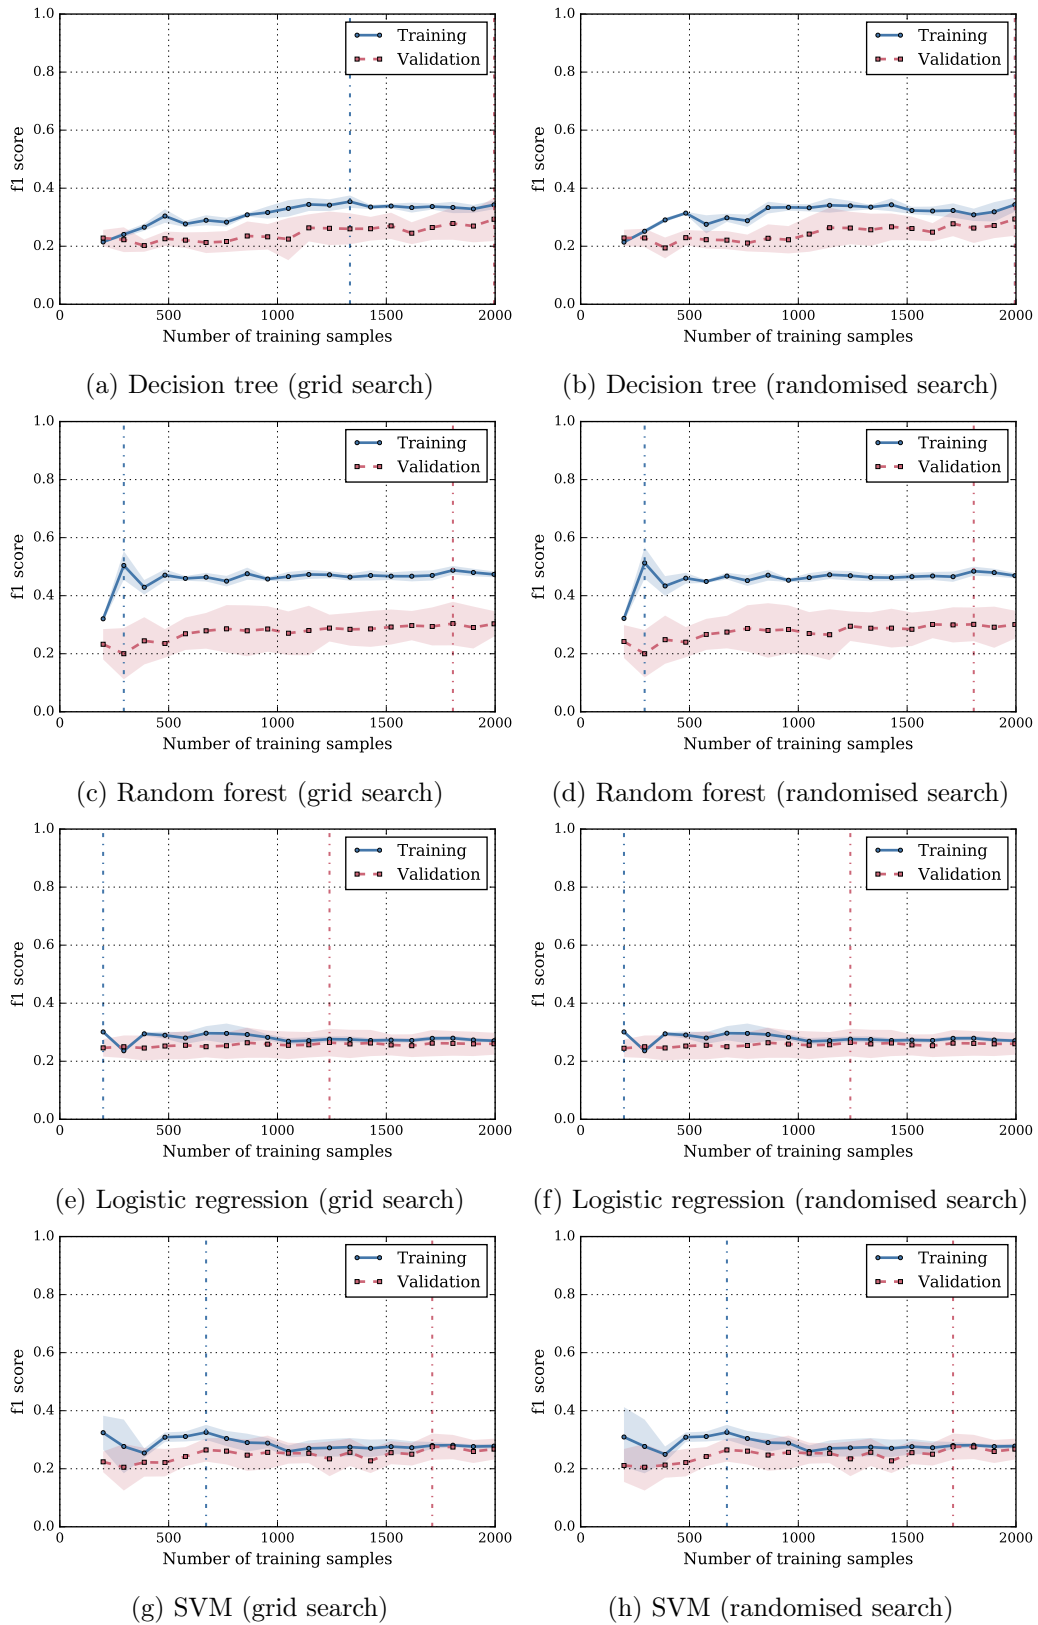 1.0
0.8
0.6
0.4
0.2
0.0
f1 score
0 500 1000 1500 2000
Number of training samples
Training
Validation
(a) Decision tree (grid search)
1.0
0.8
0.6
0.4
0.2
0.0
f1 score
0 500 1000 1500 2000
Number of training samples
Training
Validation
(b) Decision tree (randomised search)
1.0
0.8
0.6
0.4
0.2
0.0
f1 score
0 500 1000 1500 2000
Number of training samples
Training
Validation
(c) Random forest (grid search)
1.0
0.8
0.6
0.4
0.2
0.0
f1 score
0 500 1000 1500 2000
Number of training samples
Training
Validation
(d) Random forest (randomised search)
1.0
0.8
0.6
0.4
0.2
0.0
f1 score
0 500 1000 1500 2000
Number of training samples
Training
Validation
(e) Logistic regression (grid search)
1.0
0.8
0.6
0.4
0.2
0.0
f1 score
0 500 1000 1500 2000
Number of training samples
Training
Validation
(f) Logistic regression (randomised search)
1.0
0.8
0.6
0.4
0.2
0.0
f1 score
0 500 1000 1500 2000
Number of training samples
Training
Validation
(g) SVM (grid search)
1.0
0.8
0.6
0.4
0.2
0.0
f1 score
0 500 1000 1500 2000
Number of training samples
Training
Validation
(h) SVM (randomised search)